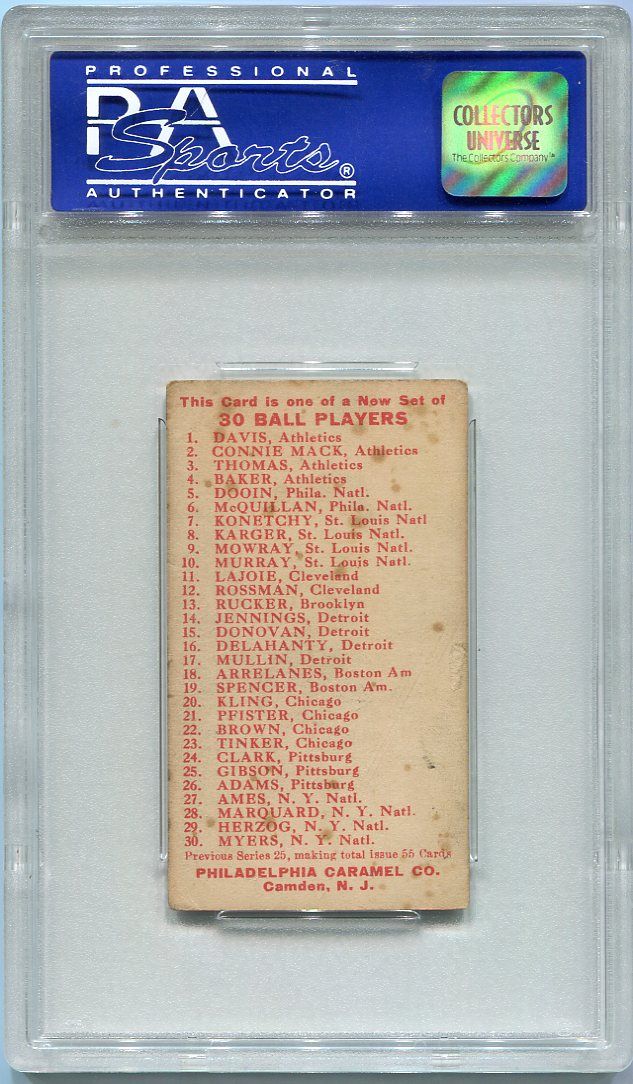 PROFESSIONAL
PSA
Sports®
AUTHENTICATOR
COLLECTORS
UNIVERSE
The Collectors Company™
This Card is one of a New Set of
30 BALL PLAYERS
1. DAVIS, Athletics
2. CONNIE MACK, Athletics
3. THOMAS, Athletics
4. BAKER, Athletics
5. DOOIN, Phila. Natl.
6. McQUILLAN, Phila. Natl.
7. KONETCHY, St. Louis Natl
8. KARGER, St. Louis Natl.
9. MOWRAY, St. Louis Natl.
10. MURRAY, St. Louis Natl.
11. LAJOIE, Cleveland
12. ROSSMAN, Cleveland
13. RUCKER, Brooklyn
14. JENNINGS, Detroit
15. DONOVAN, Detroit
16. DELAHANTY, Detroit
17. MULLIN, Detroit
18. ARRELANES, Boston Am
19. SPENCER, Boston Am.
20. KLING, Chicago
21. PFISTER, Chicago
22. BROWN, Chicago
23. TINKER, Chicago
24. CLARK, Pittsburg
25. GIBSON, Pittsburg
26. ADAMS, Pittsburg
27. AMES, N. Y. Natl.
28. MARQUARD, N. Y. Natl.
29. HERZOG, N. Y. Natl.
30. MYERS, N. Y. Natl.
Previous Series 25, making total issue 55 Cards
PHILADELPHIA CARAMEL CO.
Camden, N. J.